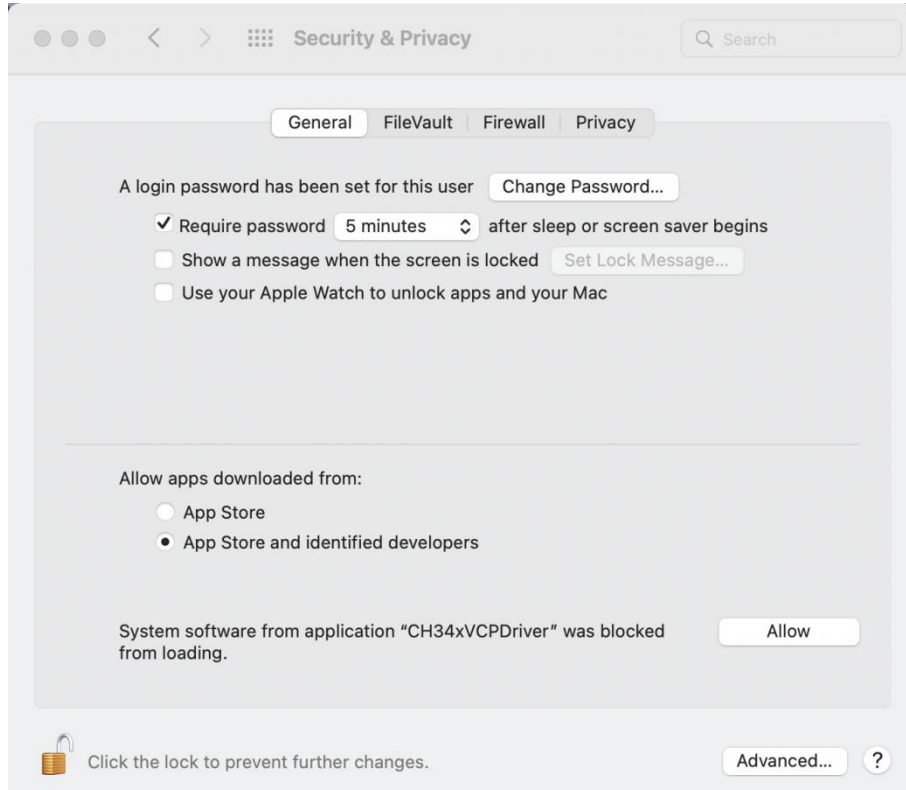 Security & Privacy
Search
General FileVault Firewall Privacy
A login password has been set for this user Change Password...
Require password 5 minutes after sleep or screen saver begins
Show a message when the screen is locked Set Lock Message...
Use your Apple Watch to unlock apps and your Mac
Allow apps downloaded from:
App Store
App Store and identified developers
System software from application “CH34xVCPDriver” was blocked Allow
from loading.
Click the lock to prevent further changes. Advanced... ?